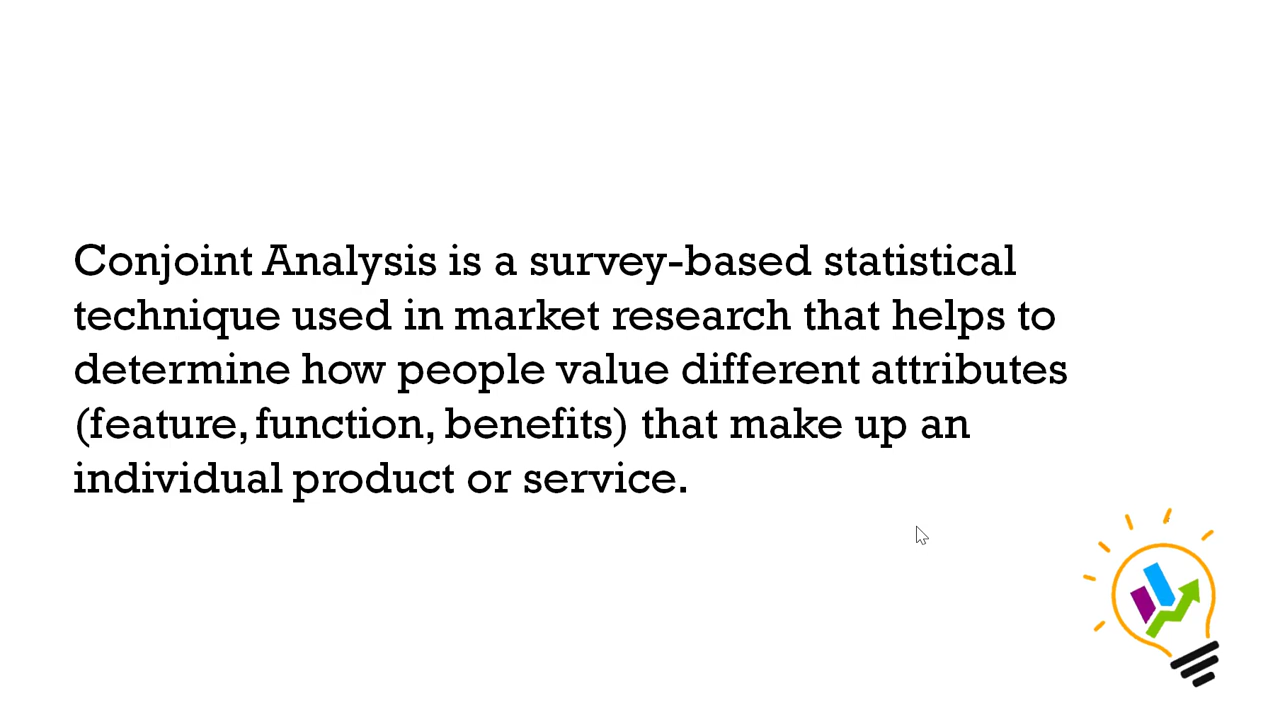 Conjoint Analysis is a survey-based statistical
technique used in market research that helps to
determine how people value different attributes
(feature, function, benefits) that make up an
individual product or service.